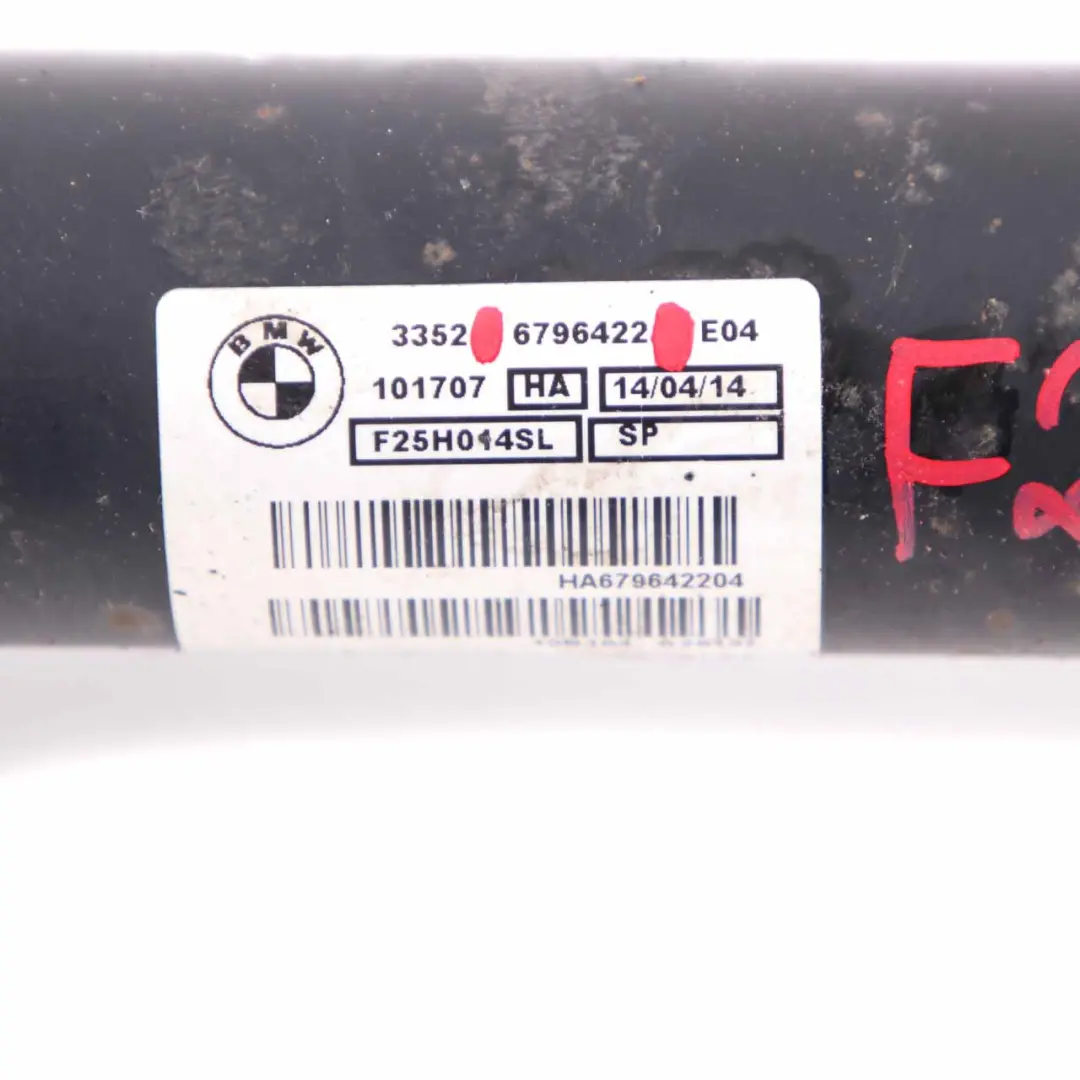 BMW
3352 6796422 E04
101707 HA 14/04/14
F25H014SL SP
HA679642204